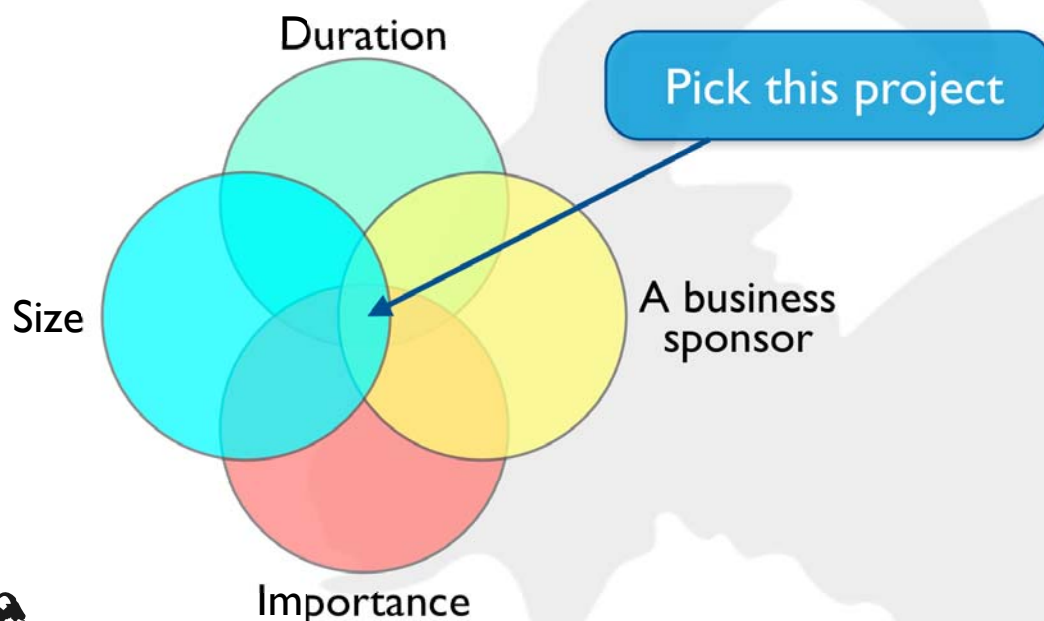 Duration
Pick this project
Size
A business
sponsor
Importance